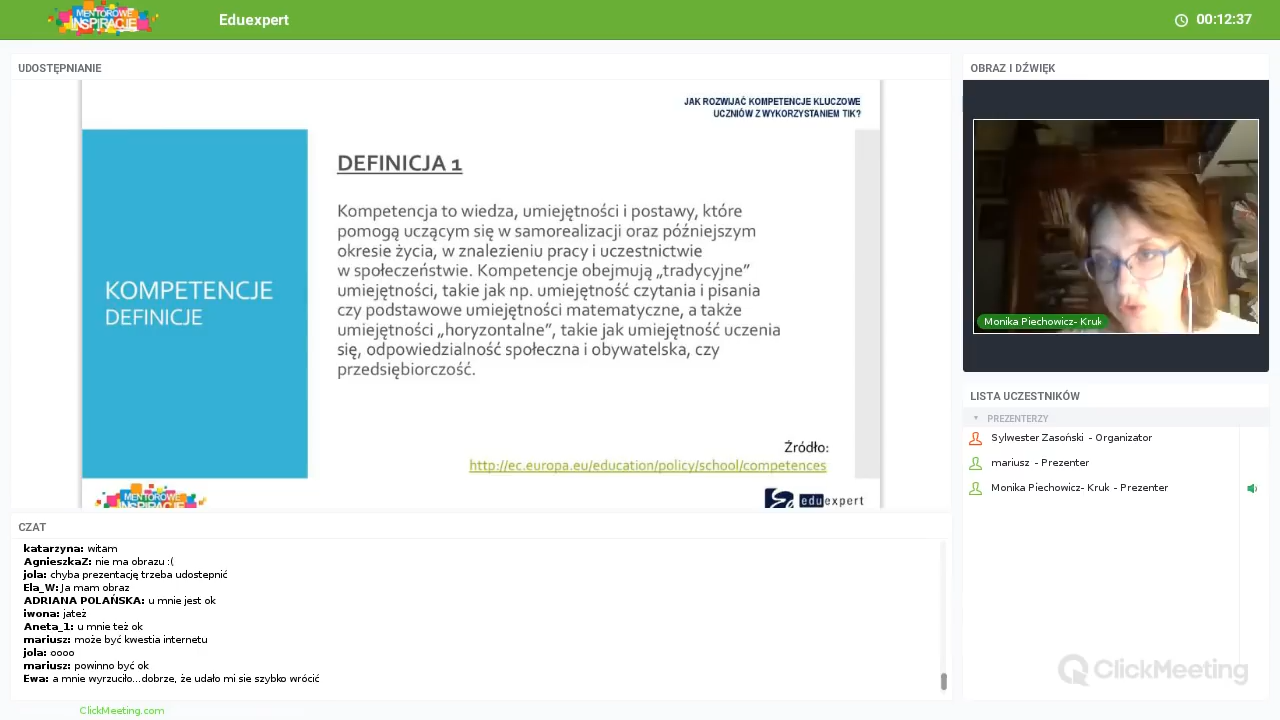 MENTOROWE
INSPIRACJE
Eduexpert
00:12:37
UDOSTĘPNIANIE
JAK ROZWIJAĆ KOMPETENCJE KLUCZOWE
UCZNIÓW Z WYKORZYSTANIEM TIK?
KOMPETENCJE
DEFINICJE
DEFINICJA 1
Kompetencja to wiedza, umiejętności i postawy, które
pomogą uczącym się w samorealizacji oraz późniejszym
okresie życia, w znalezieniu pracy i uczestnictwie
w społeczeństwie. Kompetencje obejmują „tradycyjne”
umiejętności, takie jak np. umiejętność czytania i pisania
czy podstawowe umiejętności matematyczne, a także
umiejętności „horyzontalne”, takie jak umiejętność uczenia
się, odpowiedzialność społeczna i obywatelska, czy
przedsiębiorczość.
Źródło:
http://ec.europa.eu/education/policy/school/competences
MENTOROWE
INSPIRACJE
eduexpert
CZAT
katarzyna: witam
AgnieszkaZ: nie ma obrazu :(
jola: chyba prezentację trzeba udostepnić
Ela_W: Ja mam obraz
ADRIANA POLAŃSKA: u mnie jest ok
iwona: jateż
Aneta_1: u mnie też ok
mariusz: może być kwestia internetu
jola: oooo
mariusz: powinno być ok
Ewa: a mnie wyrzuciło...dobrze, że udało mi sie szybko wrócić
ClickMeeting.com
OBRAZ I DŹWIĘK
Monika Piechowicz- Kruk
LISTA UCZESTNIKÓW
PREZENTERZY
Sylwester Zasoński - Organizator
mariusz - Prezenter
Monika Piechowicz- Kruk - Prezenter
ClickMeeting